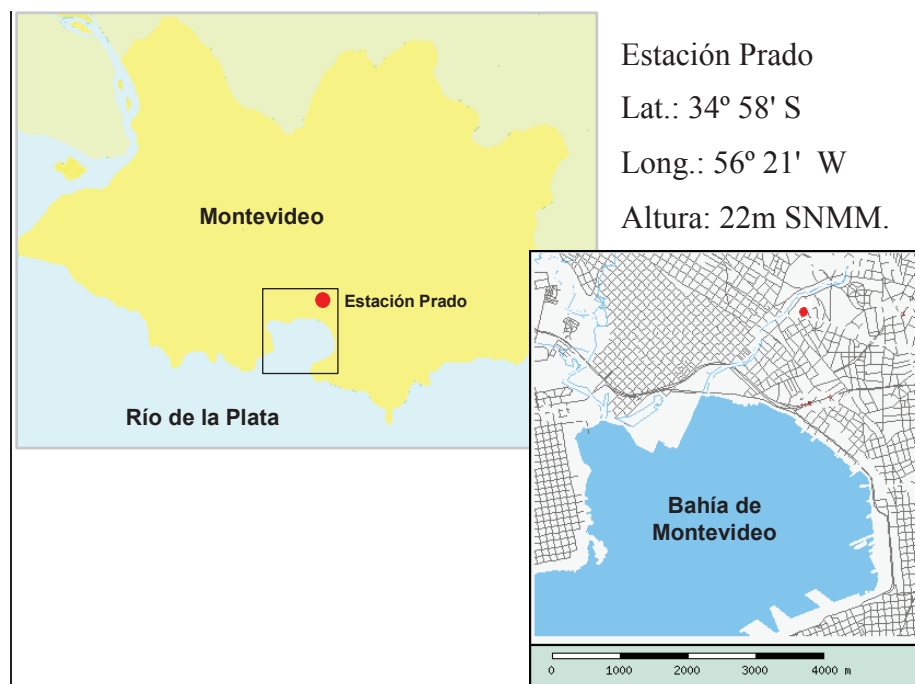 Estación Prado
Lat.: 34º 58' S
Long.: 56º 21' W
Altura: 22m SNMM.
Montevideo
Estación Prado
Río de la Plata
Bahía de
Montevideo
0 1000 2000 3000 4000 m